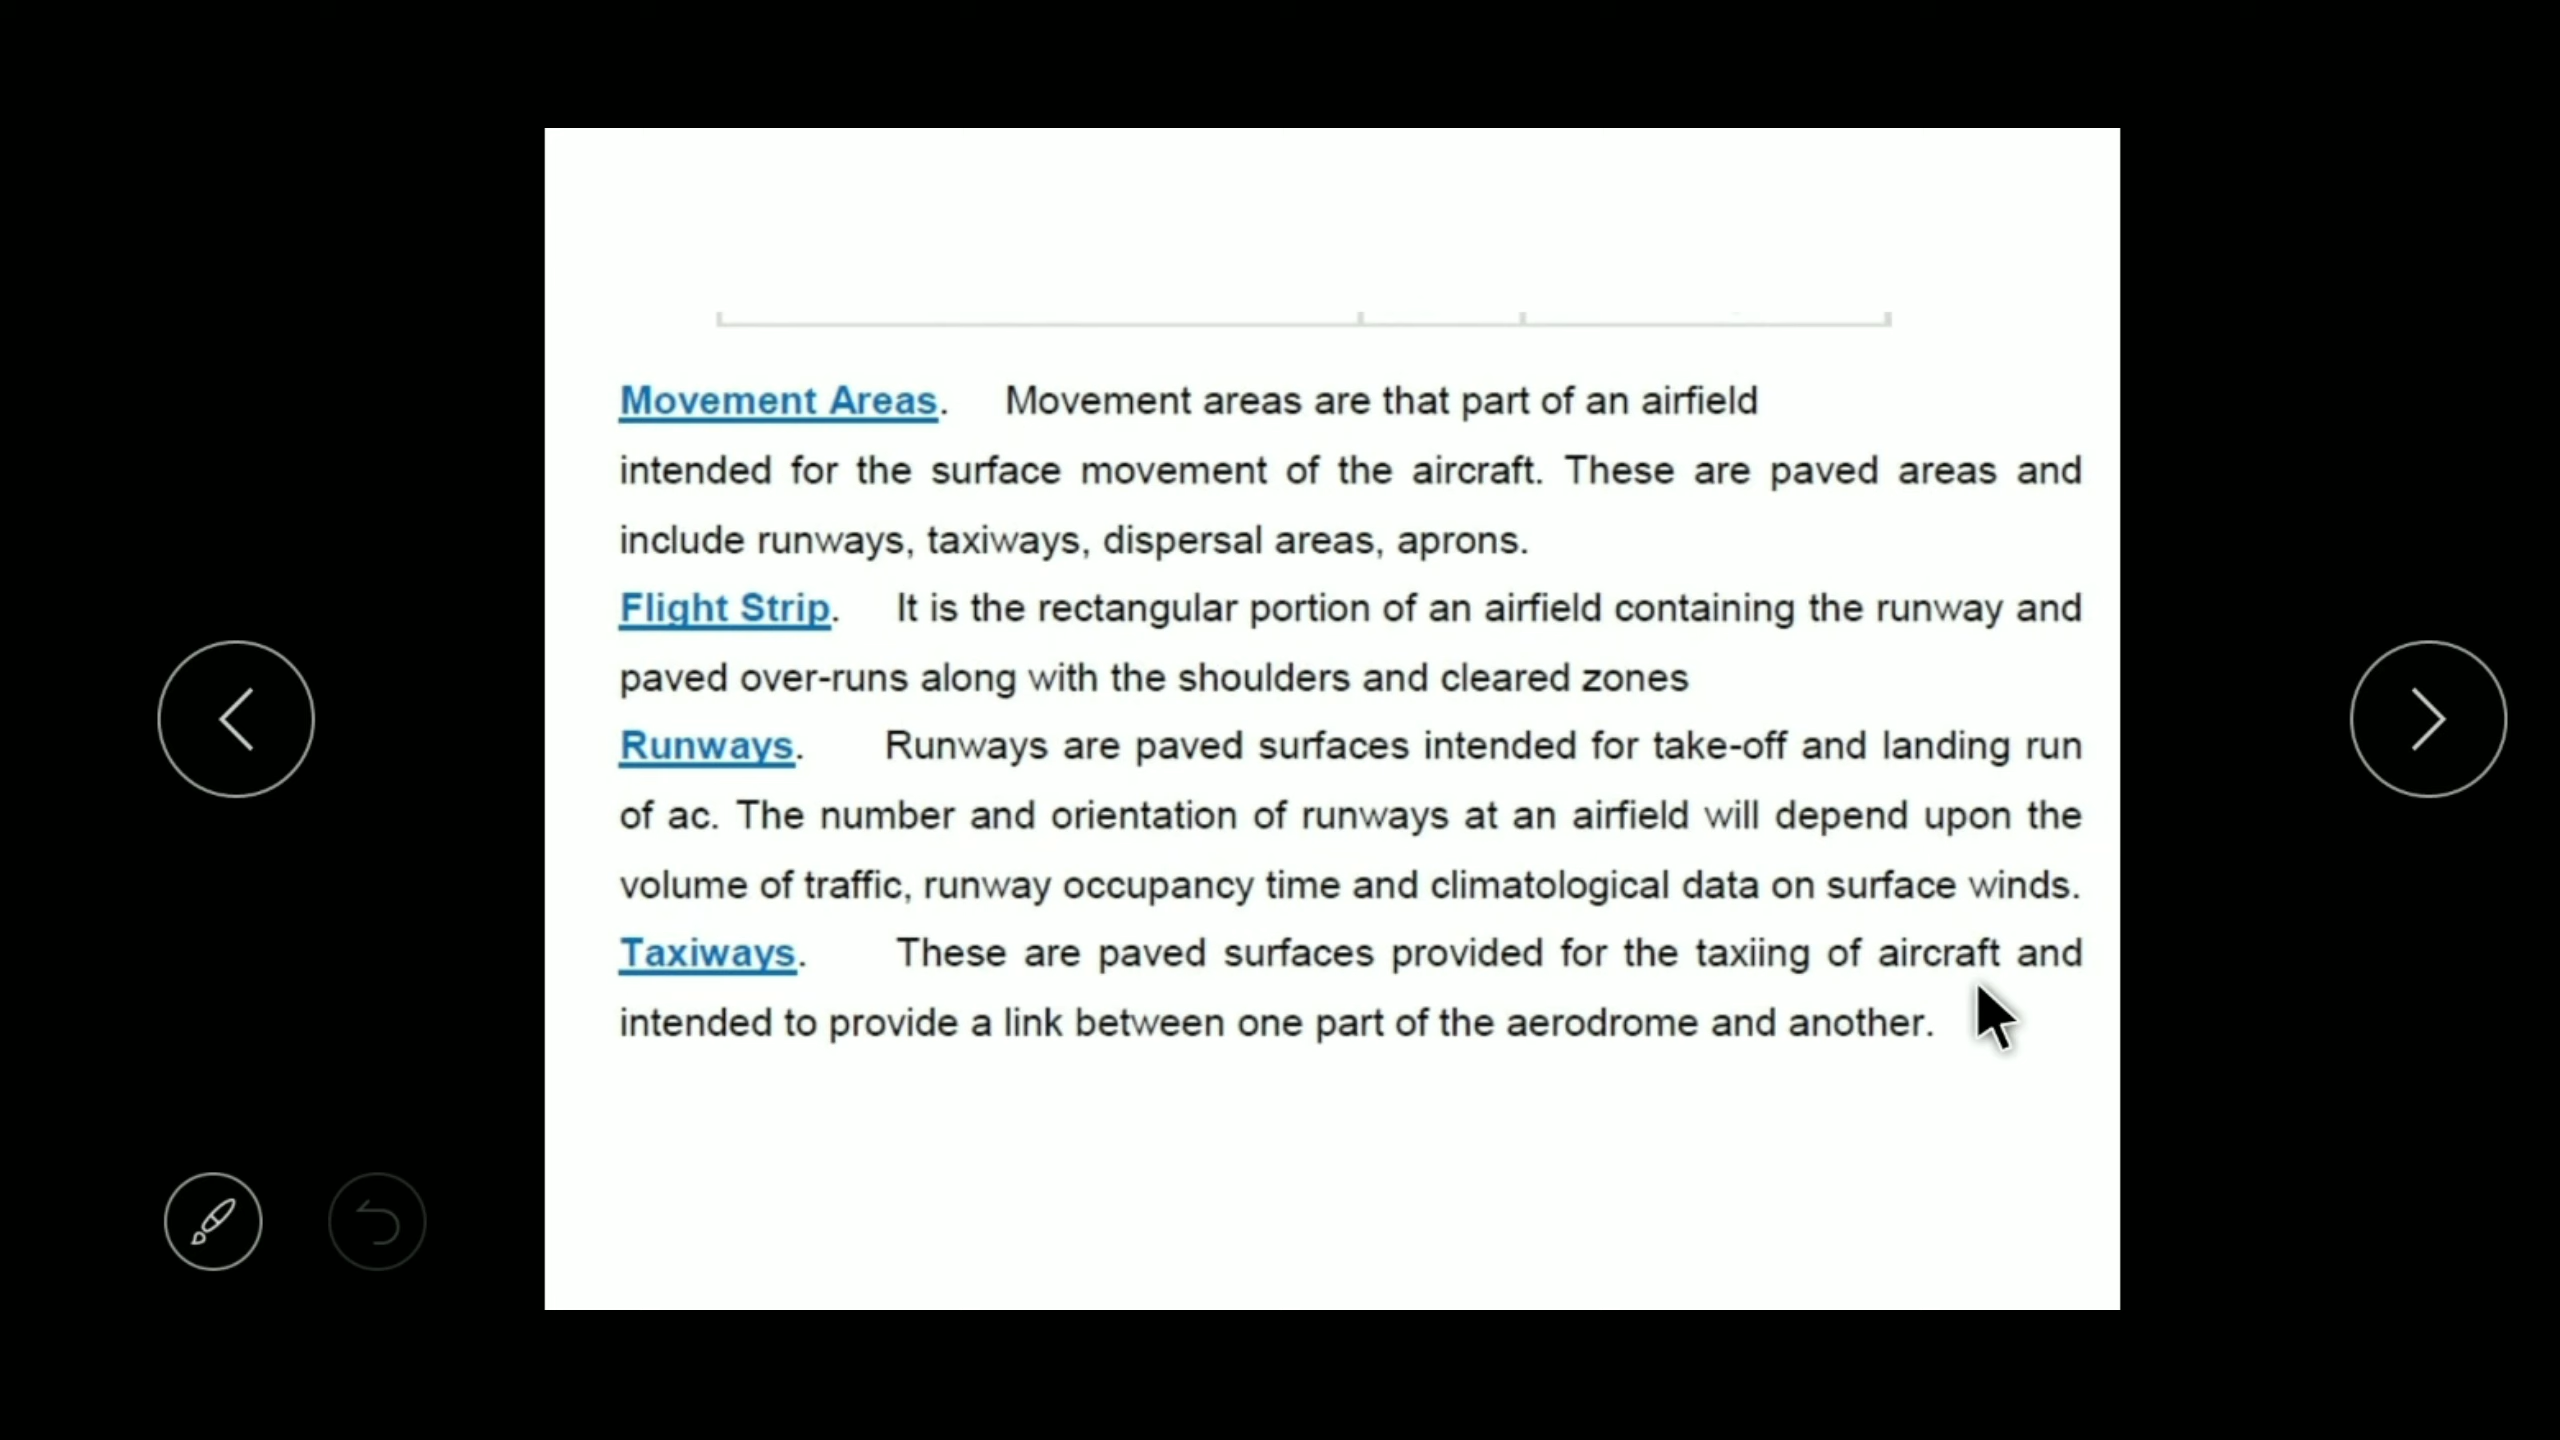 Movement Areas. Movement areas are that part of an airfield
intended for the surface movement of the aircraft. These are paved areas and
include runways, taxiways, dispersal areas, aprons.
Flight Strip. It is the rectangular portion of an airfield containing the runway and
paved over-runs along with the shoulders and cleared zones
Runways. Runways are paved surfaces intended for take-off and landing run
of ac. The number and orientation of runways at an airfield will depend upon the
volume of traffic, runway occupancy time and climatological data on surface winds.
Taxiways. These are paved surfaces provided for the taxiing of aircraft and
intended to provide a link between one part of the aerodrome and another.